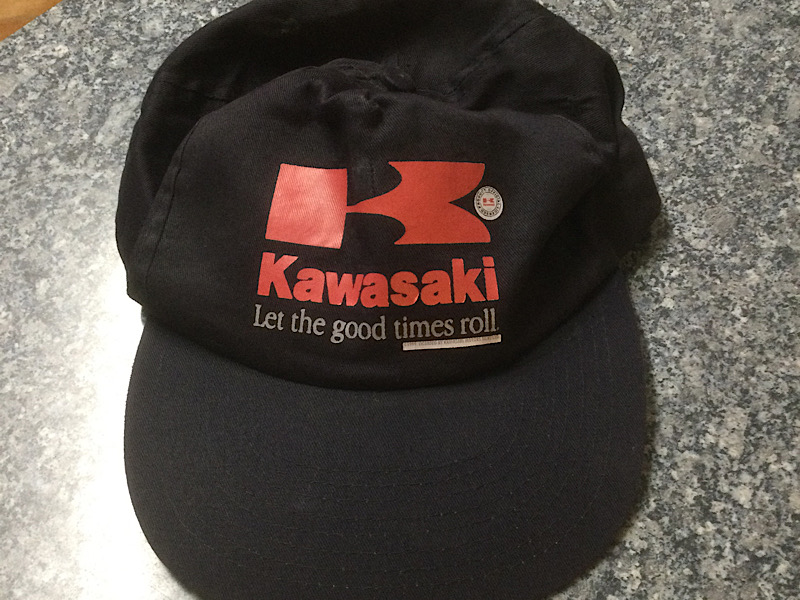 Kawasaki
Let the good times roll